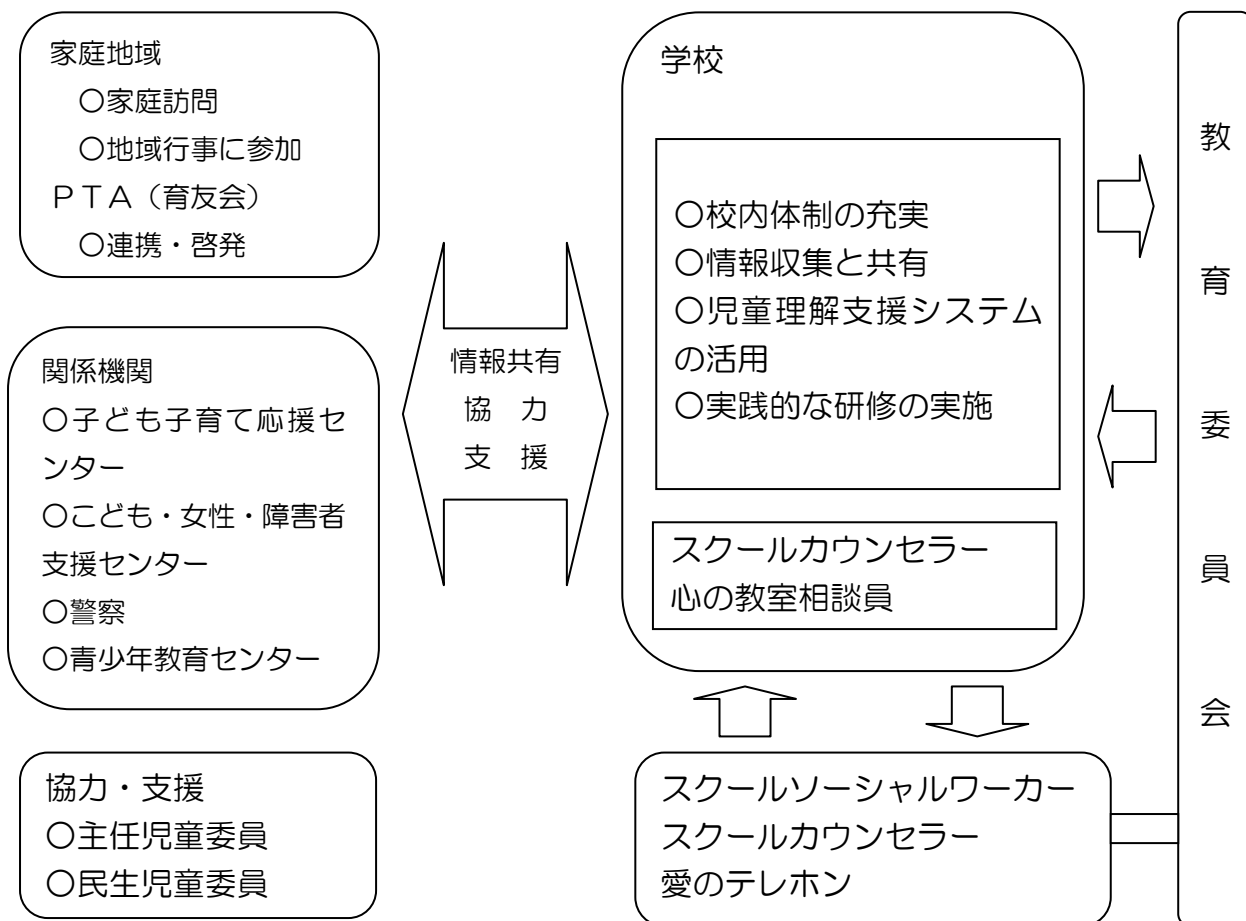 家庭地域
○家庭訪問
○地域行事に参加
ＰＴＡ（育友会）
○連携・啓発
関係機関
○子ども子育て応援セ
ンター
○こども・女性・障害者
支援センター
○警察
○青少年教育センター
協力・支援
○主任児童委員
○民生児童委員
情報共有
協　力
支　援
学校
○校内体制の充実
○情報収集と共有
○児童理解支援システム
の活用
○実践的な研修の実施
スクールカウンセラー
心の教室相談員
スクールソーシャルワーカー
スクールカウンセラー
愛のテレホン
教育委員会